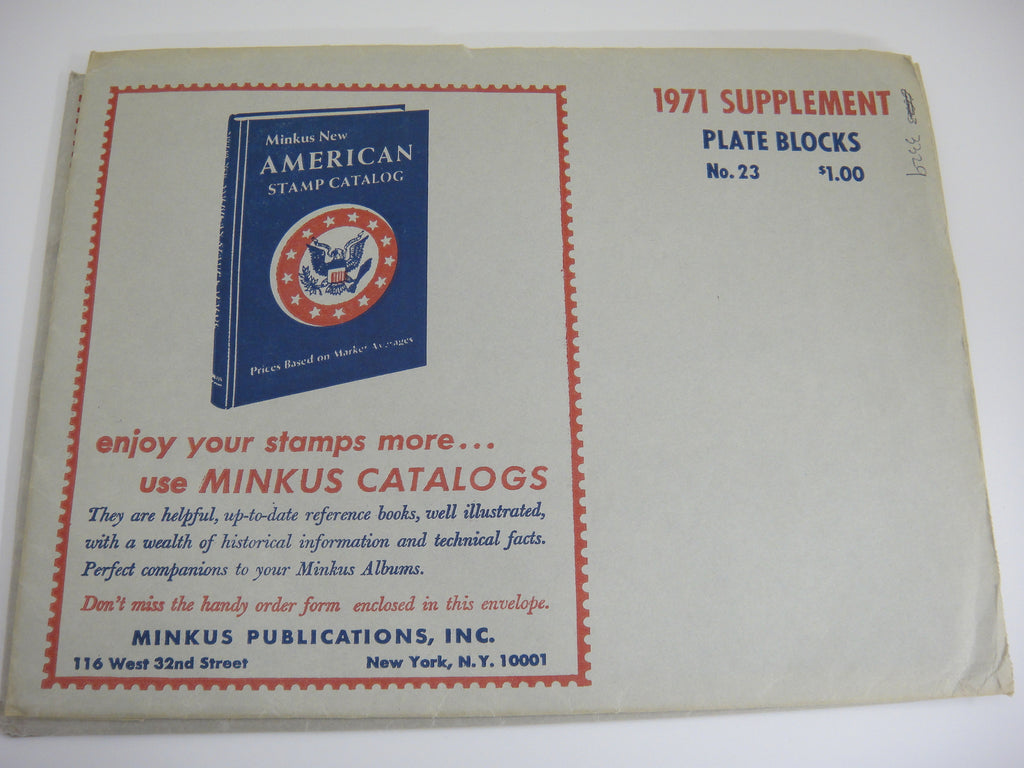 1971 SUPPLEMENT
PLATE BLOCKS
No. 23 $1.00
Minkus New
AMERICAN
STAMP CATALOG
Prices Based on Market Averages
enjoy your stamps more...
use MINKUS CATALOGS
They are helpful, up-to-date reference books, well illustrated,
with a wealth of historical information and technical facts.
Perfect companions to your Minkus Albums.
Don't miss the handy order form enclosed in this envelope.
MINKUS PUBLICATIONS, INC.
116 West 32nd Street New York, N.Y. 10001